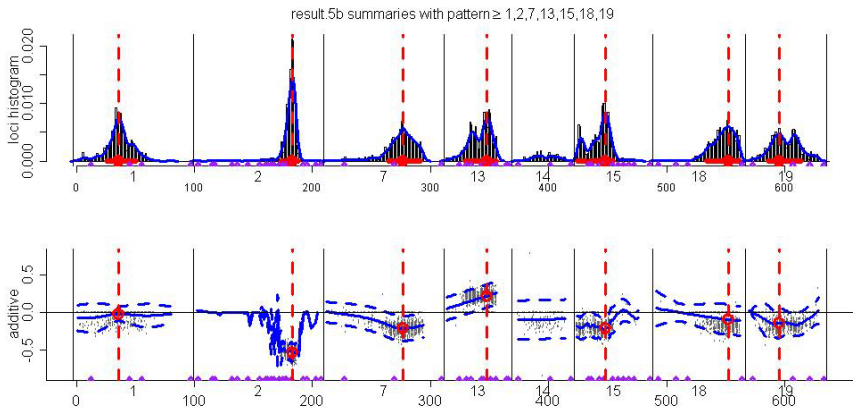 result.5b summaries with pattern ≥ 1,2,7,13,15,18,19
loci histogram
0.020
0.010
0.000
1 2 7 13 14 15 18 19
0 100 200 300 400 500 600
additive
0.5
0.0
-0.5
1 2 7 13 14 15 18 19
0 100 200 300 400 500 600